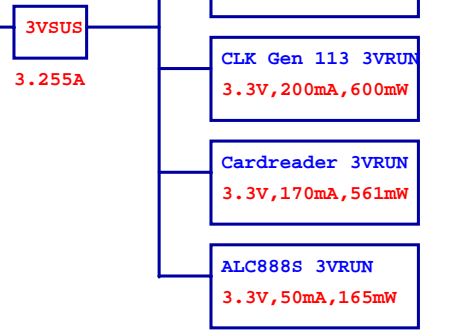 3VSUS
3.255A
CLK Gen 113 3VRUN
3.3V,200mA,600mW
Cardreader 3VRUN
3.3V,170mA,561mW
ALC888S 3VRUN
3.3V,50mA,165mW